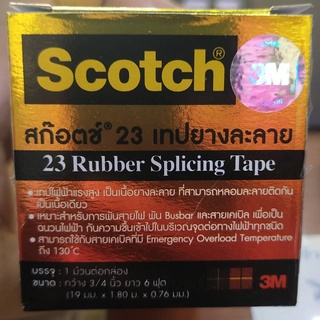 Scotch®
3M
สก๊อตช์® 23 เทปยางละลาย
23 Rubber Splicing Tape
• เทปไฟฟ้าแรงสูง เป็นเนื้อยางละลาย ที่สามารถหลอมละลายติดกัน
เป็นเนื้อเดียว
• เหมาะสำหรับการพันสายไฟ พัน Busbar และสายเคเบิล เพื่อเป็น
ฉนวนไฟฟ้า กันความชื้นเข้าไปในบริเวณจุดต่อทางไฟฟ้าทุกชนิด
• สามารถใช้กับสายเคเบิลที่มี Emergency Overload Temperature
ถึง 130°C
บรรจุ : 1 ม้วนต่อกล่อง
ขนาด : กว้าง 3/4 นิ้ว ยาว 6 ฟุต
(19 มม. x 1.80 ม. x 0.76 มม.)
3M